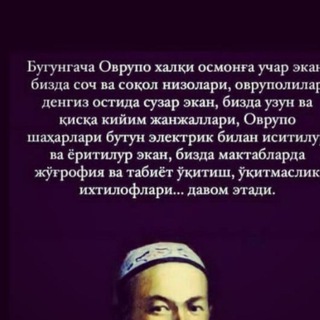 Бугунгача Оврупо халқи осмонға учар экан
бизда соч ва соқол низолари, овруполилар
денгиз остида сузар экан, бизда узун ва
қисқа кийим жанжаллари, Оврупо
шаҳарлари бутун электрик билан иситилу
ва ёритилур экан, бизда мактабларда
жўғрофия ва табиёт ўқитиш, ўқитмаслик
ихтилофлари... давом этади.